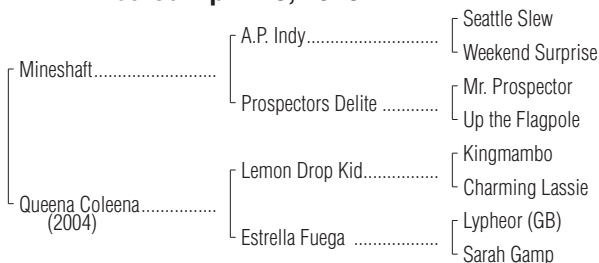 Seattle Slew
A.P. Indy
Weekend Surprise
Mineshaft
Mr. Prospector
Prospectors Delite
Up the Flagpole
Kingmambo
Lemon Drop Kid
Charming Lassie
Queena Coleena
(2004)
Lypheor (GB)
Estrella Fuega
Sarah Gamp